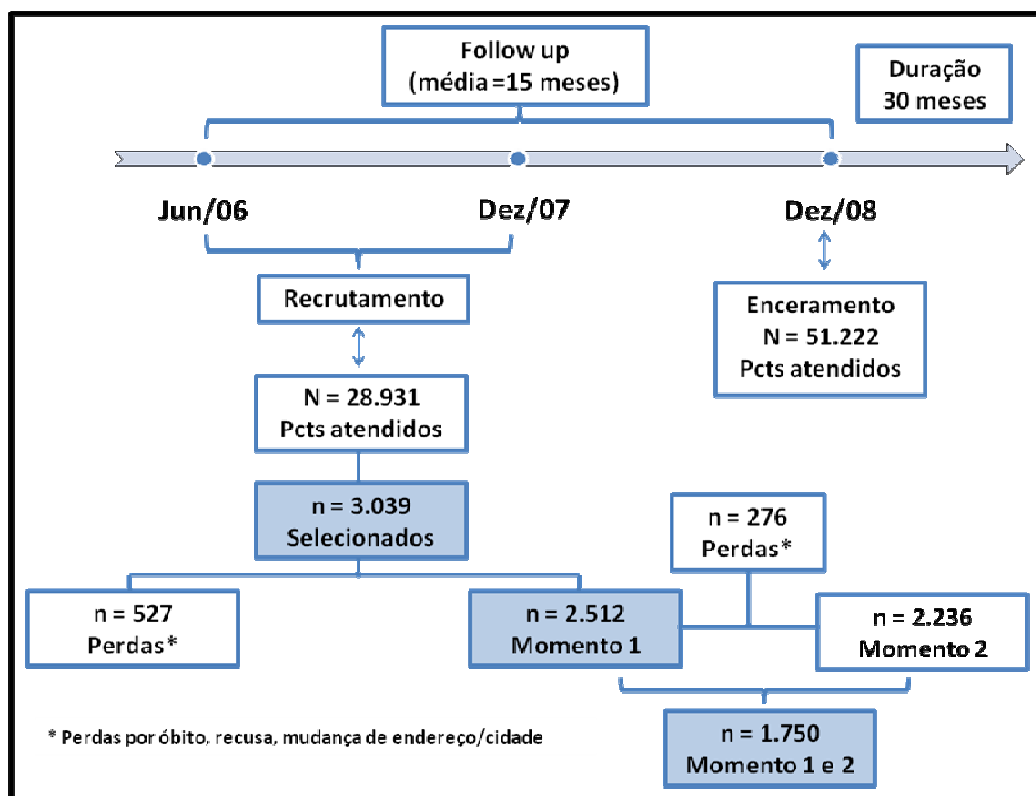 Follow up
(média =15 meses)
Duração
30 meses
Jun/06
Dez/07
Dez/08
Recrutamento
Enceramento
N = 51.222
Pcts atendidos
N = 28.931
Pcts atendidos
n = 3.039
Selecionados
n = 276
Perdas*
n = 527
Perdas*
n = 2.512
Momento 1
n = 2.236
Momento 2
* Perdas por óbito, recusa, mudança de endereço/cidade
n = 1.750
Momento 1 e 2